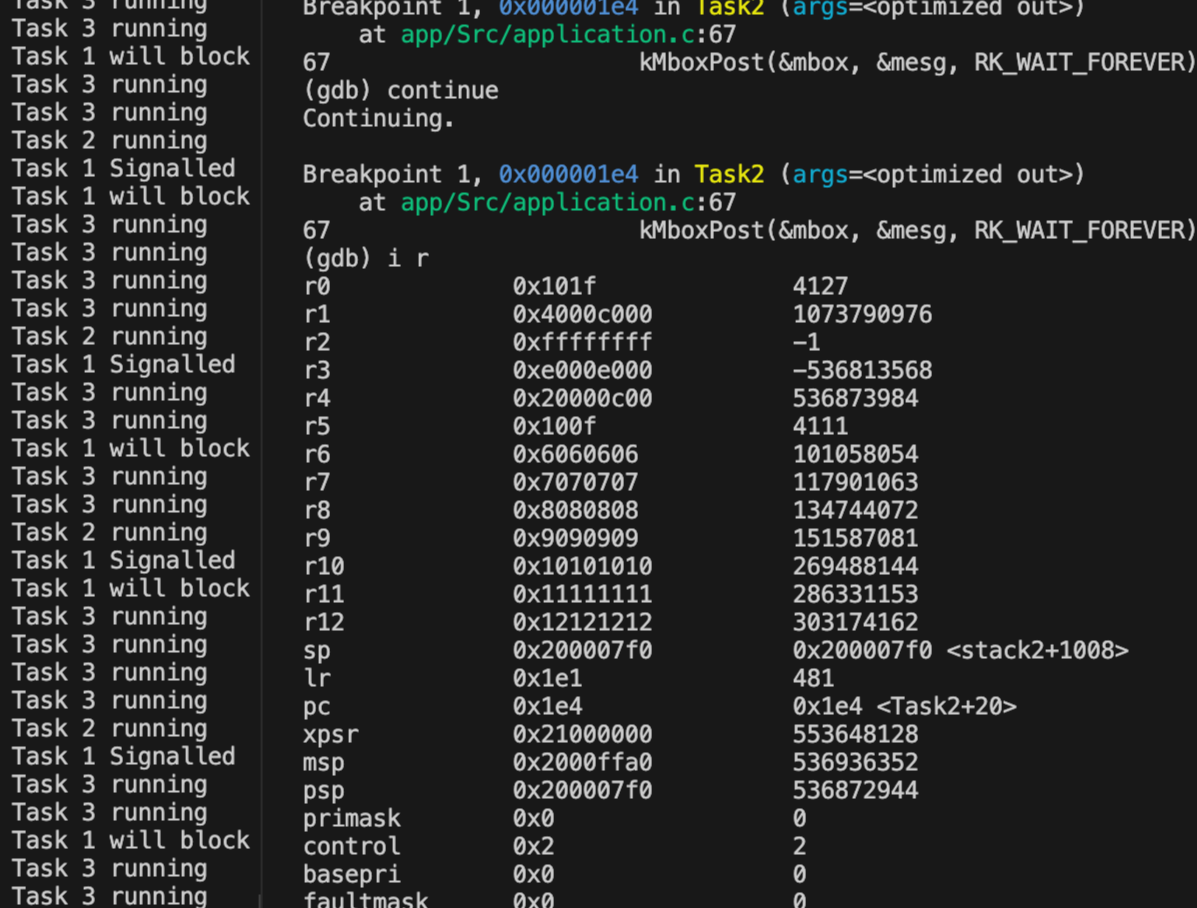 Task 3 running
Task 3 running
Task 1 will block
Task 3 running
Task 3 running
Task 2 running
Task 1 Signalled
Task 1 will block
Task 3 running
Task 3 running
Task 3 running
Task 3 running
Task 2 running
Task 1 Signalled
Task 3 running
Task 3 running
Task 1 will block
Task 3 running
Task 3 running
Task 2 running
Task 1 Signalled
Task 1 will block
Task 3 running
Task 3 running
Task 3 running
Task 3 running
Task 2 running
Task 1 Signalled
Task 3 running
Task 3 running
Task 1 will block
Task 3 running
Task 3 running
Breakpoint 1, 0x000001e4 in Task2 (args=<optimized out>)
    at app/Src/application.c:67
67                      kMboxPost(&mbox, &mesg, RK_WAIT_FOREVER)
(gdb) continue
Continuing.

Breakpoint 1, 0x000001e4 in Task2 (args=<optimized out>)
    at app/Src/application.c:67
67                      kMboxPost(&mbox, &mesg, RK_WAIT_FOREVER)
(gdb) i r
r0             0x101f              4127
r1             0x4000c000          1073790976
r2             0xffffffff          -1
r3             0xe000e000          -536813568
r4             0x20000c00          536873984
r5             0x100f              4111
r6             0x6060606           101058054
r7             0x7070707           117901063
r8             0x8080808           134744072
r9             0x9090909           151587081
r10            0x10101010          269488144
r11            0x11111111          286331153
r12            0x12121212          303174162
sp             0x200007f0          0x200007f0 <stack2+1008>
lr             0x1e1               481
pc             0x1e4               0x1e4 <Task2+20>
xpsr           0x21000000          553648128
msp            0x2000ffa0          536936352
psp            0x200007f0          536872944
primask        0x0                 0
control        0x2                 2
basepri        0x0                 0
faultmask      0x0                 0